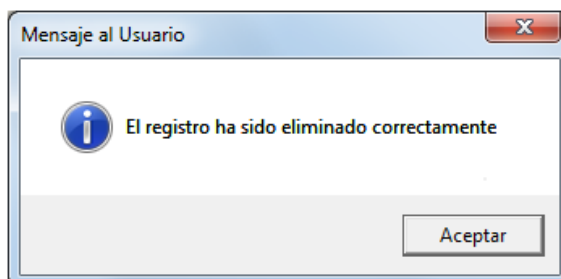 Mensaje al Usuario
El registro ha sido eliminado correctamente
Aceptar